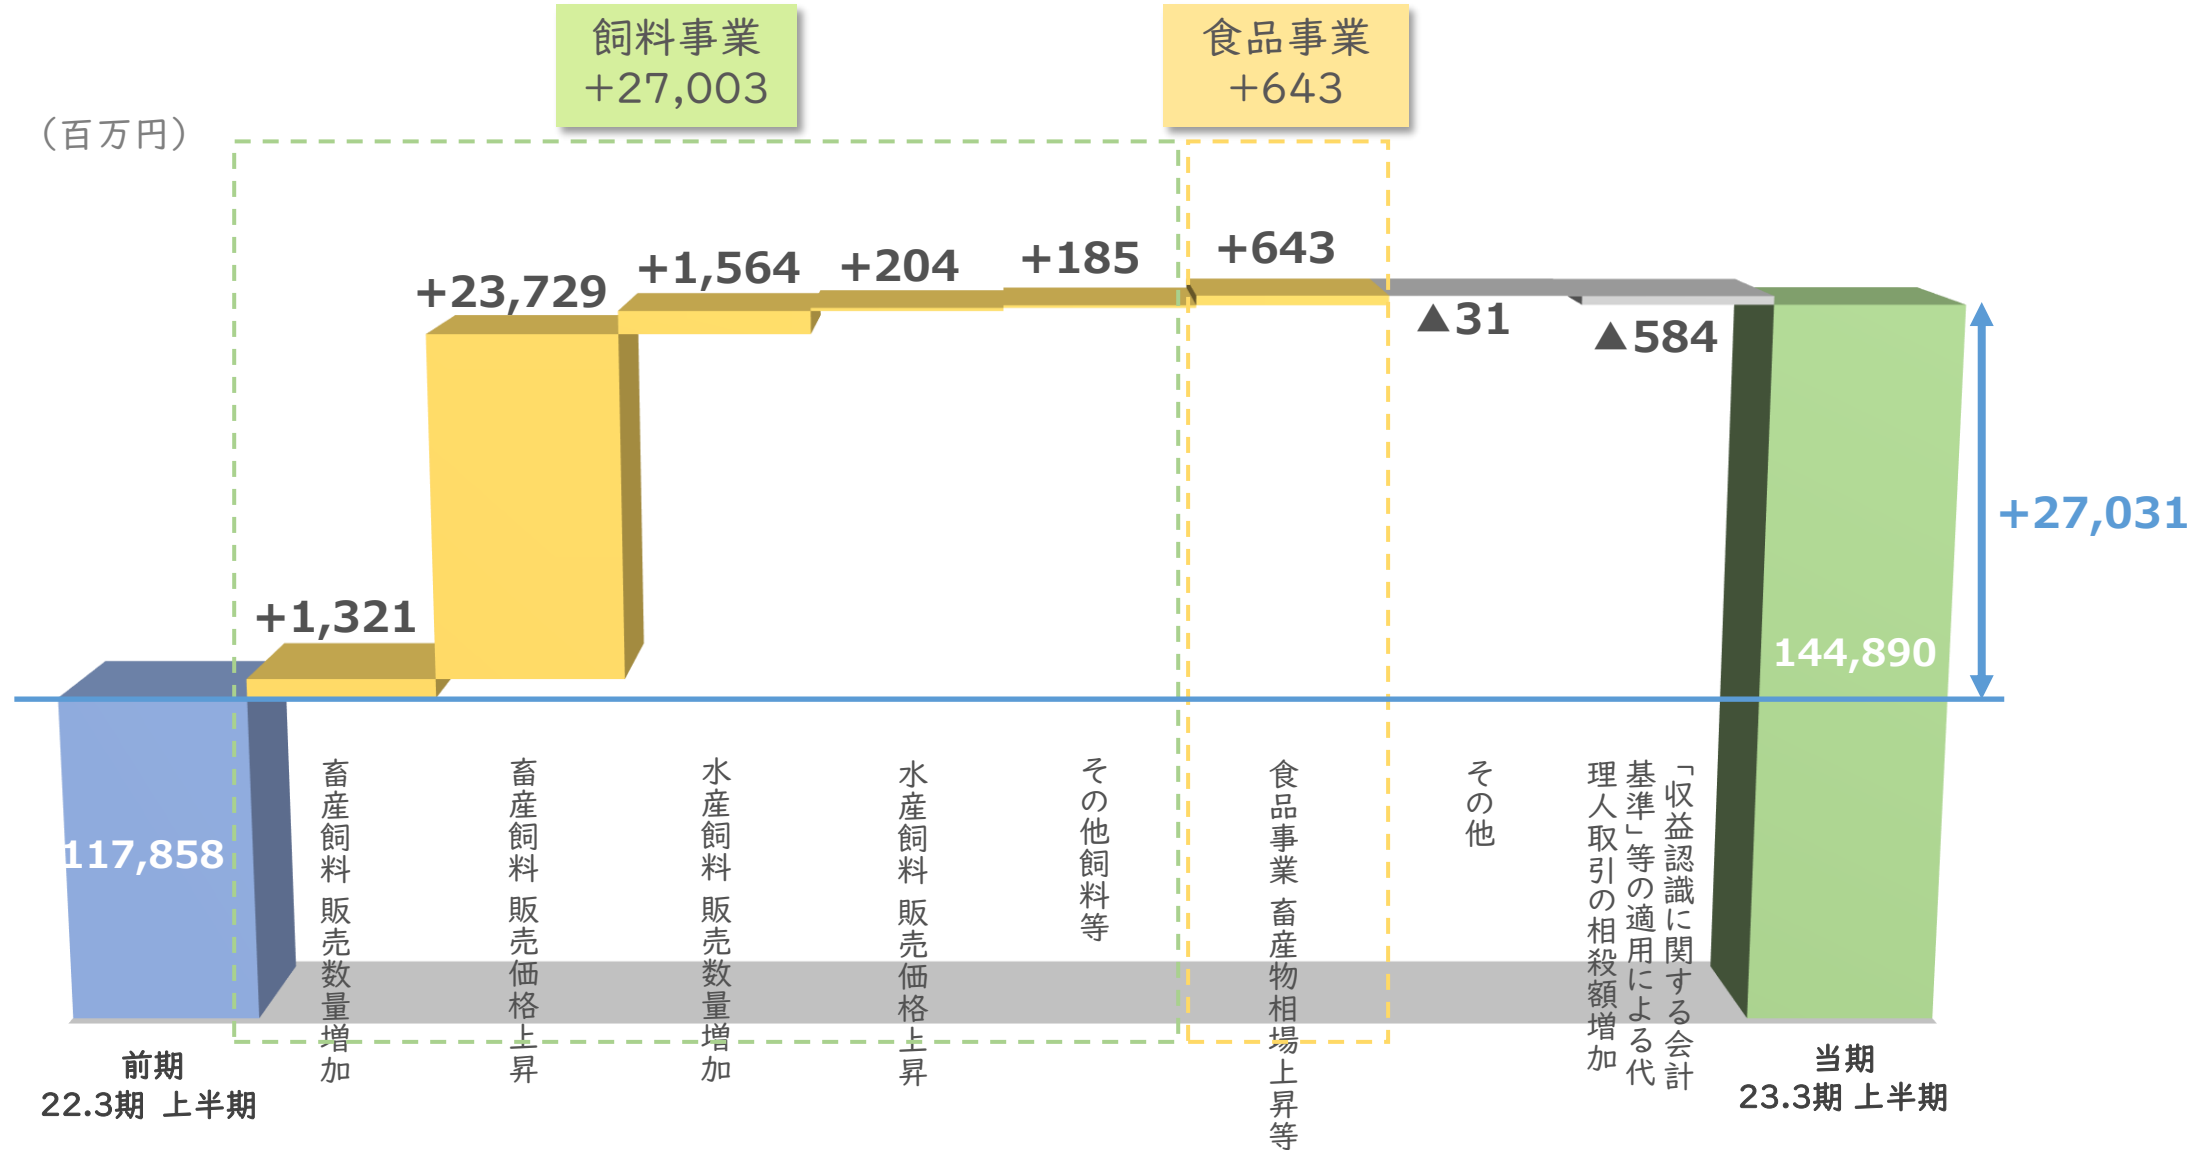 飼料事業
+27,003
食品事業
+643
（百万円）
+1,321
+23,729
+1,564
+204
+185
+643
▲31
▲584
+27,031
117,858
144,890
畜産飼料 販売数量増加
畜産飼料 販売価格上昇
水産飼料 販売数量増加
水産飼料 販売価格上昇
その他飼料等
食品事業 畜産物相場上昇等
その他
「収益認識に関する会計
基準」等の適用による代
理人取引の相殺額増加
前期
22.3期 上半期
当期
23.3期 上半期